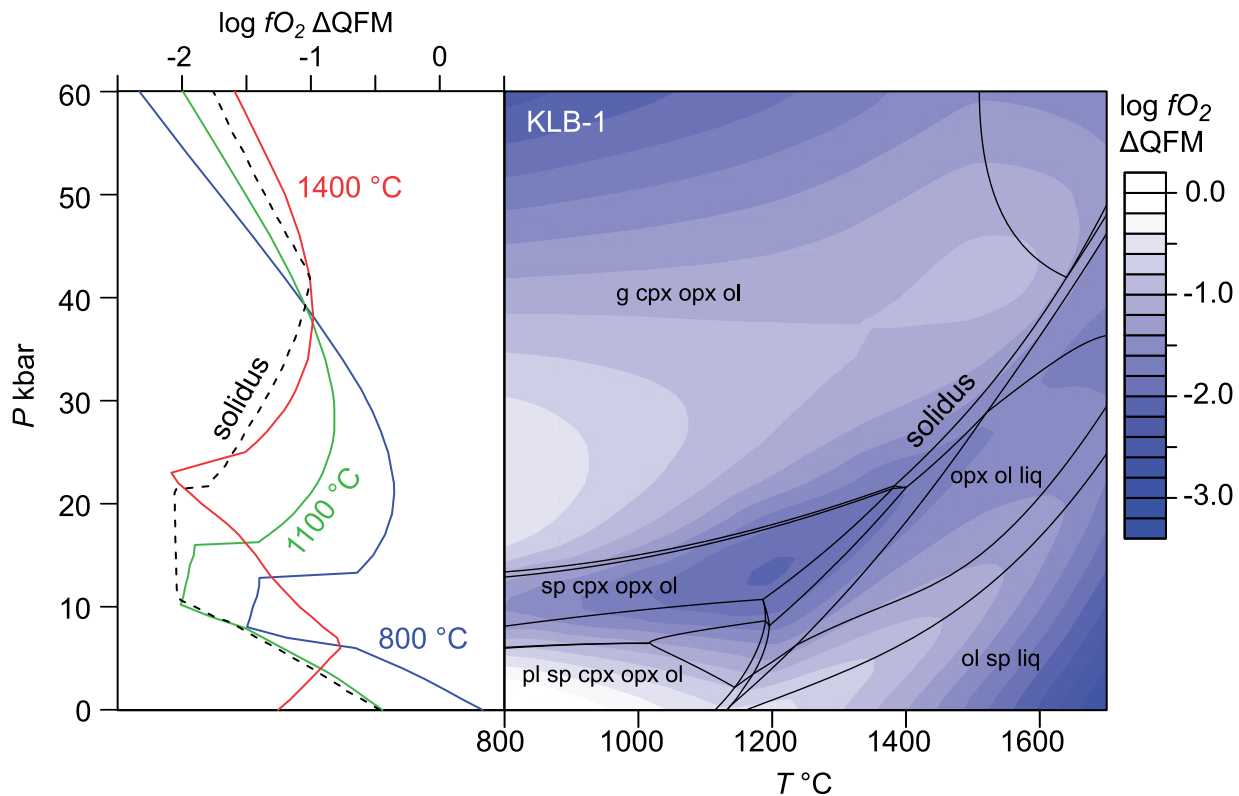 log fO2 ΔQFM
-2 -1 0
60
50
40
30
20
10
0
P kbar
1400 °C
solidus
1100 °C
800 °C
KLB-1
g cpx opx ol
solidus
opx ol liq
sp cpx opx ol
ol sp liq
pl sp cpx opx ol
800 1000 1200 1400 1600
T °C
log fO2
ΔQFM
0.0
-1.0
-2.0
-3.0